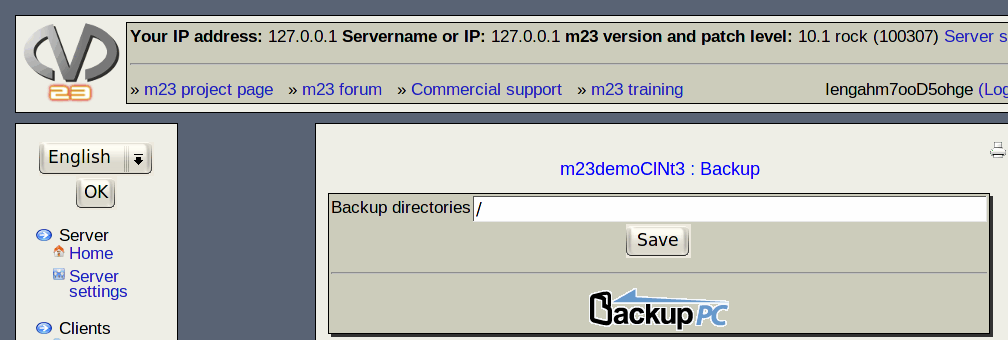 Your IP address: 127.0.0.1 Servername or IP: 127.0.0.1 m23 version and patch level: 10.1 rock (100307) Server s
23
» m23 project page » m23 forum » Commercial support » m23 training Iengahm7ooD5ohge (Log
English
OK
m23demoClNt3 : Backup
Backup directories /
Save
Server
Home
Server
settings
BackupPC
Clients